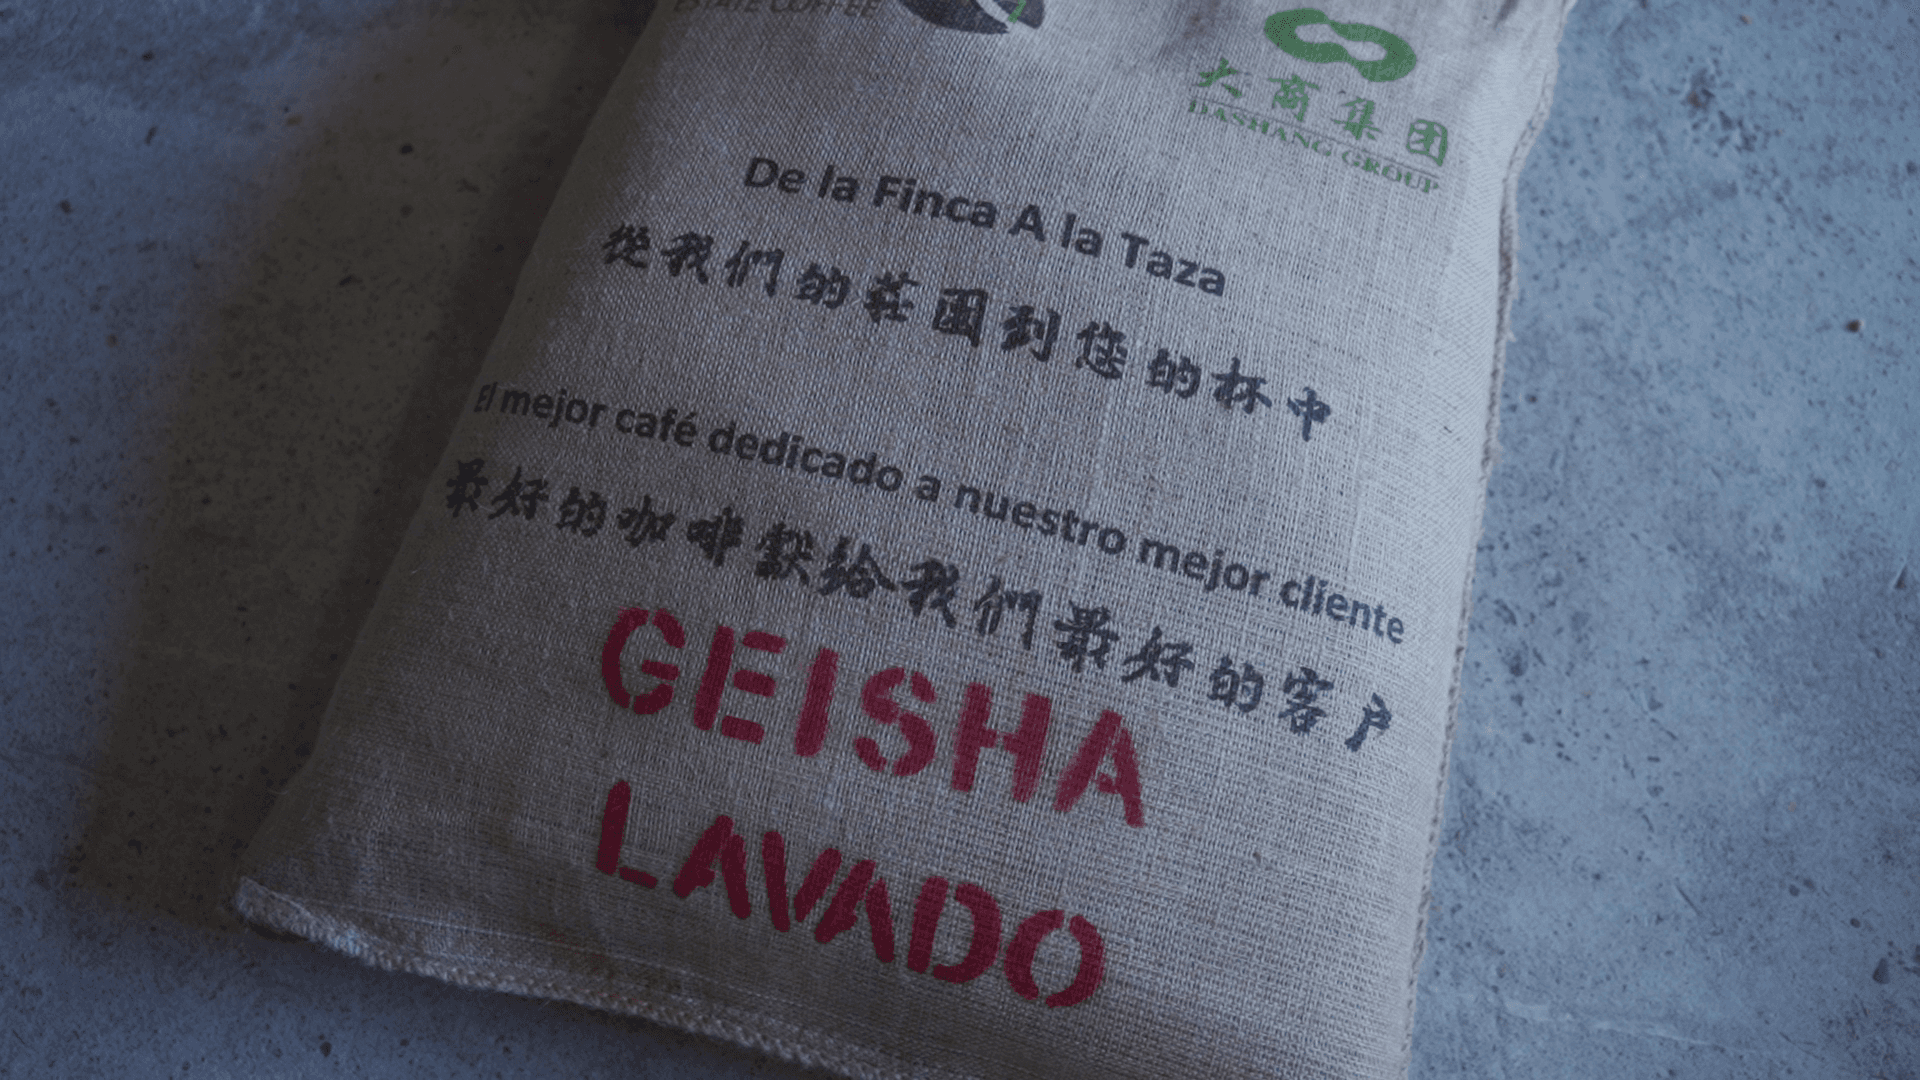 ESTATE COFFEE
大商集团
DASHANG GROUP
De la Finca A la Taza
從我們的莊園到您的杯中
El mejor café dedicado a nuestro mejor cliente
最好的咖啡獻給我們最好的客户
GEISHA
LAVADO